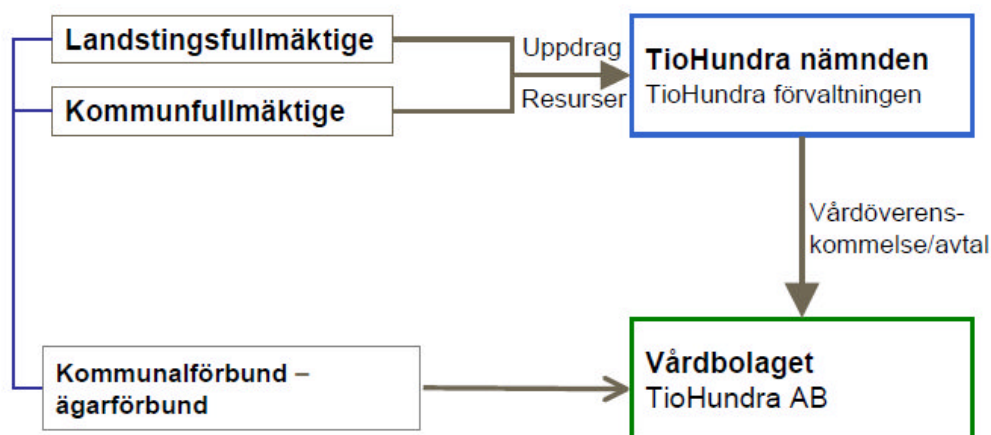 Landstingsfullmäktige
Kommunfullmäktige
Uppdrag
Resurser
TioHundra nämnden
TioHundra förvaltningen
Vårdöverens-
kommelse/avtal
Kommunalförbund –
ägarförbund
Vårdbolaget
TioHundra AB